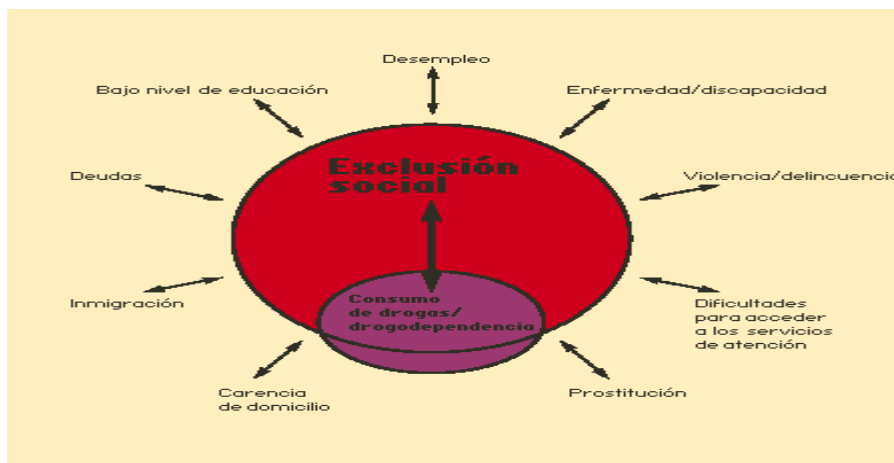 Desempleo
Bajo nivel de educación
Enfermedad/discapacidad
Exclusión
social
Deudas
Violencia/delincuencia
Inmigración
Consumo
de drogas/
drogodependencia
Dificultades
para acceder
a los servicios
de atención
Carencia
de domicilio
Prostitución